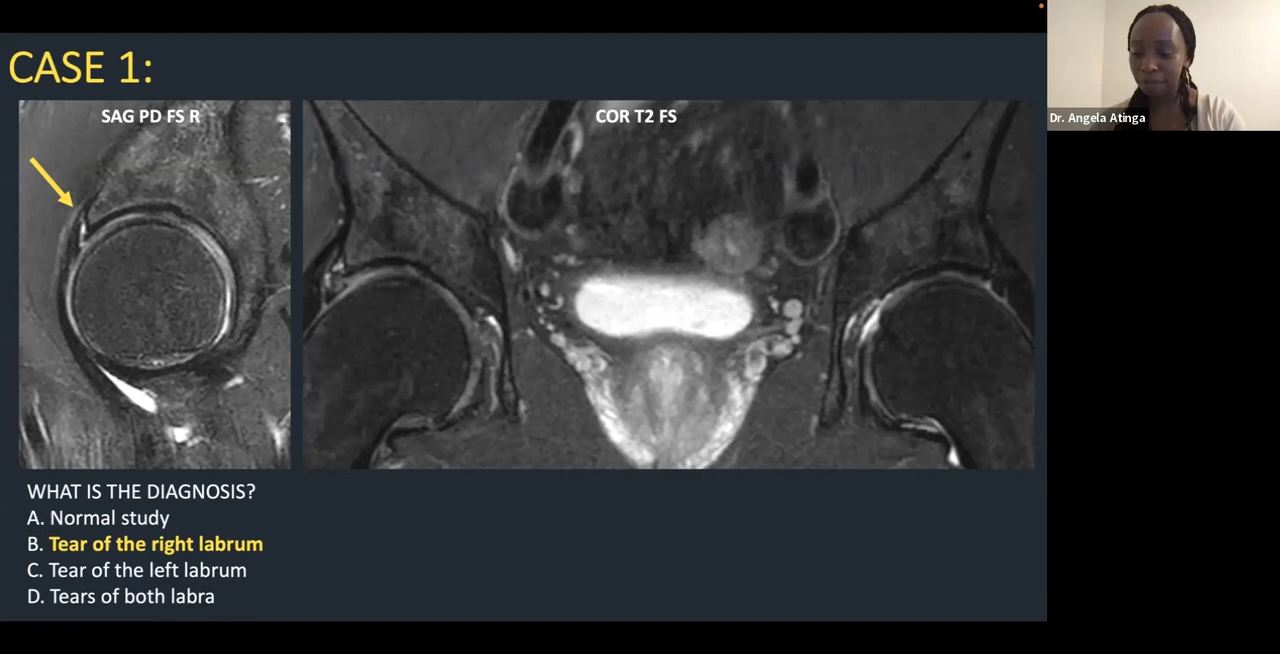 CASE 1:
SAG PD FS R
COR T2 FS
Dr. Angela Atinga
WHAT IS THE DIAGNOSIS?
A. Normal study
B. Tear of the right labrum
C. Tear of the left labrum
D. Tears of both labra